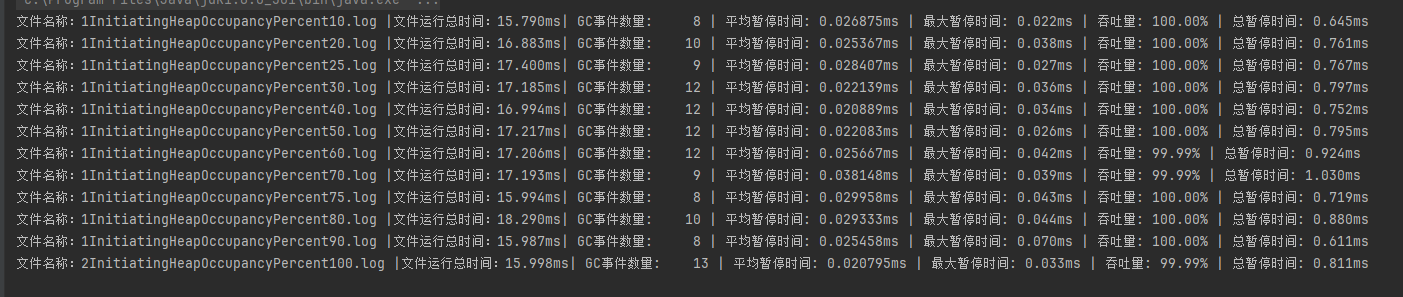 文件名称：1InitiatingHeapOccupancyPercent10.log |文件运行总时间：15.790ms| GC事件数量: 8 | 平均暂停时间: 0.026875ms | 最大暂停时间: 0.022ms | 吞吐量: 100.00% | 总暂停时间: 0.645ms
文件名称：1InitiatingHeapOccupancyPercent20.log |文件运行总时间：16.883ms| GC事件数量: 10 | 平均暂停时间: 0.025367ms | 最大暂停时间: 0.038ms | 吞吐量: 100.00% | 总暂停时间: 0.761ms
文件名称：1InitiatingHeapOccupancyPercent25.log |文件运行总时间：17.400ms| GC事件数量: 9 | 平均暂停时间: 0.028407ms | 最大暂停时间: 0.027ms | 吞吐量: 100.00% | 总暂停时间: 0.767ms
文件名称：1InitiatingHeapOccupancyPercent30.log |文件运行总时间：17.185ms| GC事件数量: 12 | 平均暂停时间: 0.022139ms | 最大暂停时间: 0.036ms | 吞吐量: 100.00% | 总暂停时间: 0.797ms
文件名称：1InitiatingHeapOccupancyPercent40.log |文件运行总时间：16.994ms| GC事件数量: 12 | 平均暂停时间: 0.020889ms | 最大暂停时间: 0.034ms | 吞吐量: 100.00% | 总暂停时间: 0.752ms
文件名称：1InitiatingHeapOccupancyPercent50.log |文件运行总时间：17.217ms| GC事件数量: 12 | 平均暂停时间: 0.022083ms | 最大暂停时间: 0.026ms | 吞吐量: 100.00% | 总暂停时间: 0.795ms
文件名称：1InitiatingHeapOccupancyPercent60.log |文件运行总时间：17.206ms| GC事件数量: 12 | 平均暂停时间: 0.025667ms | 最大暂停时间: 0.042ms | 吞吐量: 99.99% | 总暂停时间: 0.924ms
文件名称：1InitiatingHeapOccupancyPercent70.log |文件运行总时间：17.193ms| GC事件数量: 9 | 平均暂停时间: 0.038148ms | 最大暂停时间: 0.039ms | 吞吐量: 99.99% | 总暂停时间: 1.030ms
文件名称：1InitiatingHeapOccupancyPercent75.log |文件运行总时间：15.994ms| GC事件数量: 8 | 平均暂停时间: 0.029958ms | 最大暂停时间: 0.043ms | 吞吐量: 100.00% | 总暂停时间: 0.719ms
文件名称：1InitiatingHeapOccupancyPercent80.log |文件运行总时间：18.290ms| GC事件数量: 10 | 平均暂停时间: 0.029333ms | 最大暂停时间: 0.044ms | 吞吐量: 100.00% | 总暂停时间: 0.880ms
文件名称：1InitiatingHeapOccupancyPercent90.log |文件运行总时间：15.987ms| GC事件数量: 8 | 平均暂停时间: 0.025458ms | 最大暂停时间: 0.070ms | 吞吐量: 100.00% | 总暂停时间: 0.611ms
文件名称：2InitiatingHeapOccupancyPercent100.log |文件运行总时间：15.998ms| GC事件数量: 13 | 平均暂停时间: 0.020795ms | 最大暂停时间: 0.033ms | 吞吐量: 99.99% | 总暂停时间: 0.811ms